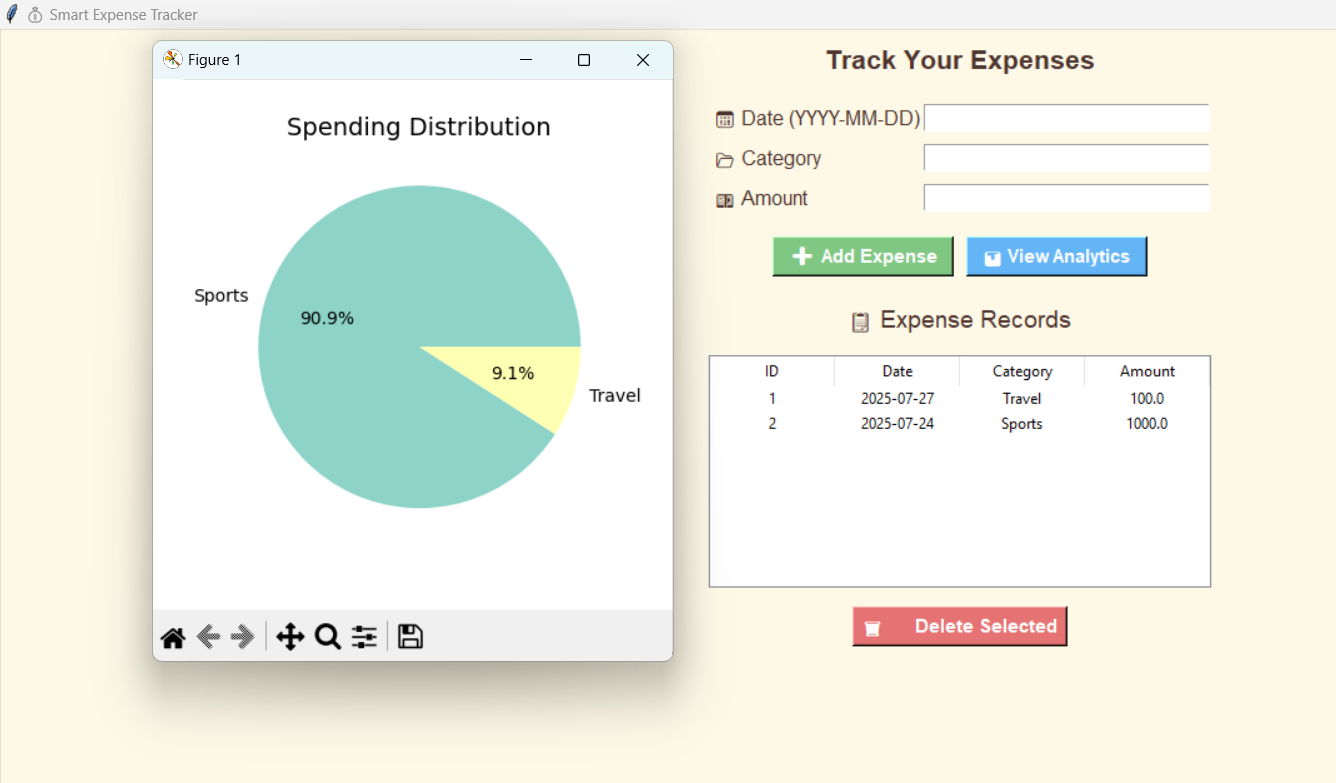 Smart Expense Tracker
Figure 1
Spending Distribution
Sports
90.9%
9.1%
Travel
Track Your Expenses
Date (YYYY-MM-DD)
Category
Amount
Add Expense
View Analytics
Expense Records
ID Date Category Amount
1 2025-07-27 Travel 100.0
2 2025-07-24 Sports 1000.0
Delete Selected